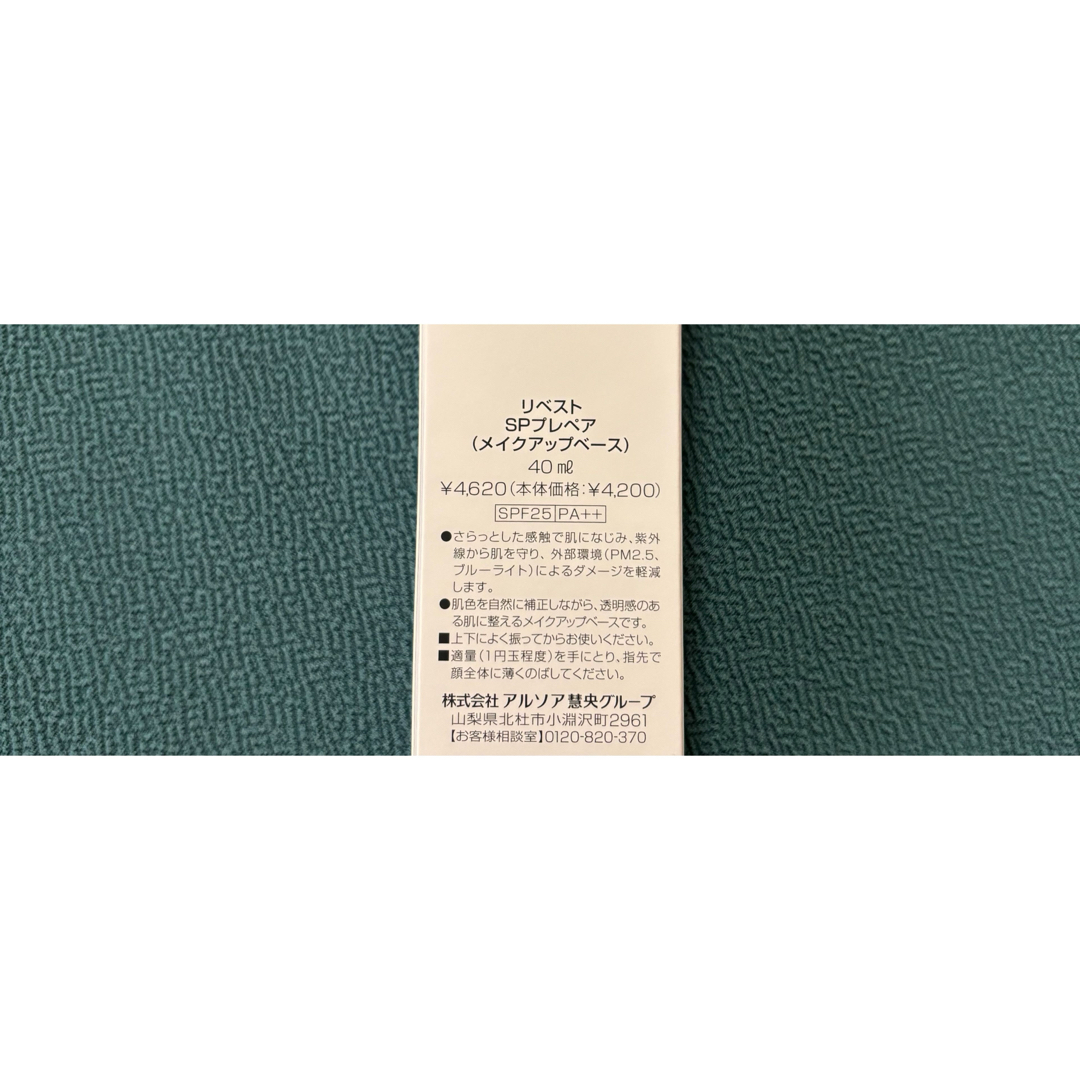 リベスト
SPプレペア
(メイクアップベース)
40㎖
¥4,620(本体価格:¥4,200)
SPF25 PA++
●さらっとした感触で肌になじみ、紫外
線から肌を守り、外部環境(PM2.5、
ブルーライト)によるダメージを軽減
します。
●肌色を自然に補正しながら、透明感のあ
る肌に整えるメイクアップベースです。
■上下によく振ってからお使いください。
■適量(1円玉程度)を手にとり、指先で
顔全体に薄くのばしてください。
株式会社 アルソア慧央グループ
山梨県北杜市小淵沢町2961
【お客様相談室】0120-820-370